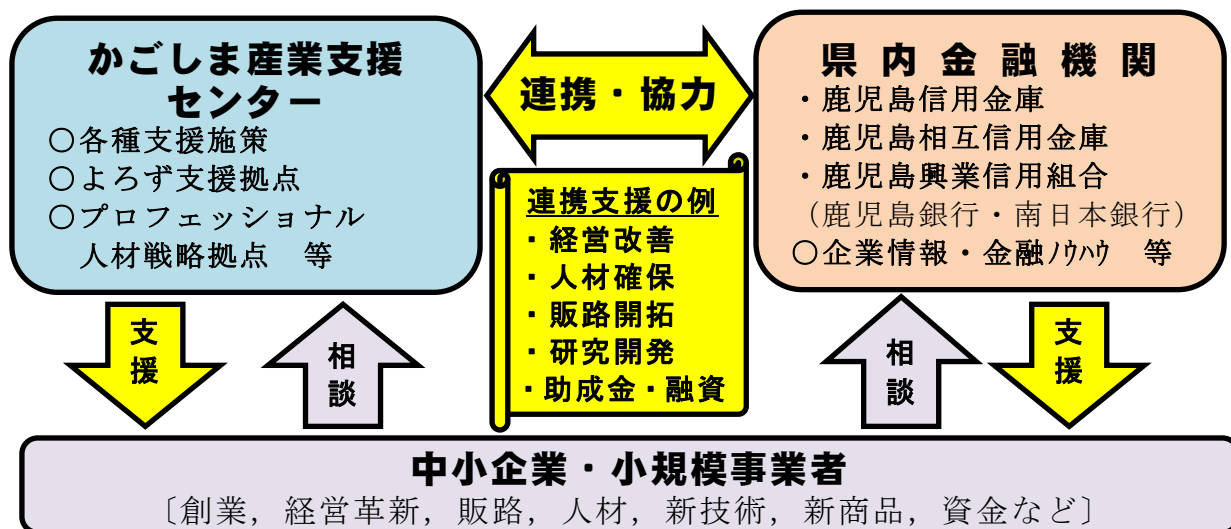 かごしま産業支援
センター
○各種支援施策
○よろず支援拠点
○プロフェッショナル
人材戦略拠点　等
連携・協力
連携支援の例
・経営改善
・人材確保
・販路開拓
・研究開発
・助成金・融資
県内金融機関
・鹿児島信用金庫
・鹿児島相互信用金庫
・鹿児島興業信用組合
（鹿児島銀行・南日本銀行）
○企業情報・金融ﾉｳﾊｳ　等
支援
相談
相談
支援
中小企業・小規模事業者
〔創業，経営革新，販路，人材，新技術，新商品，資金など〕